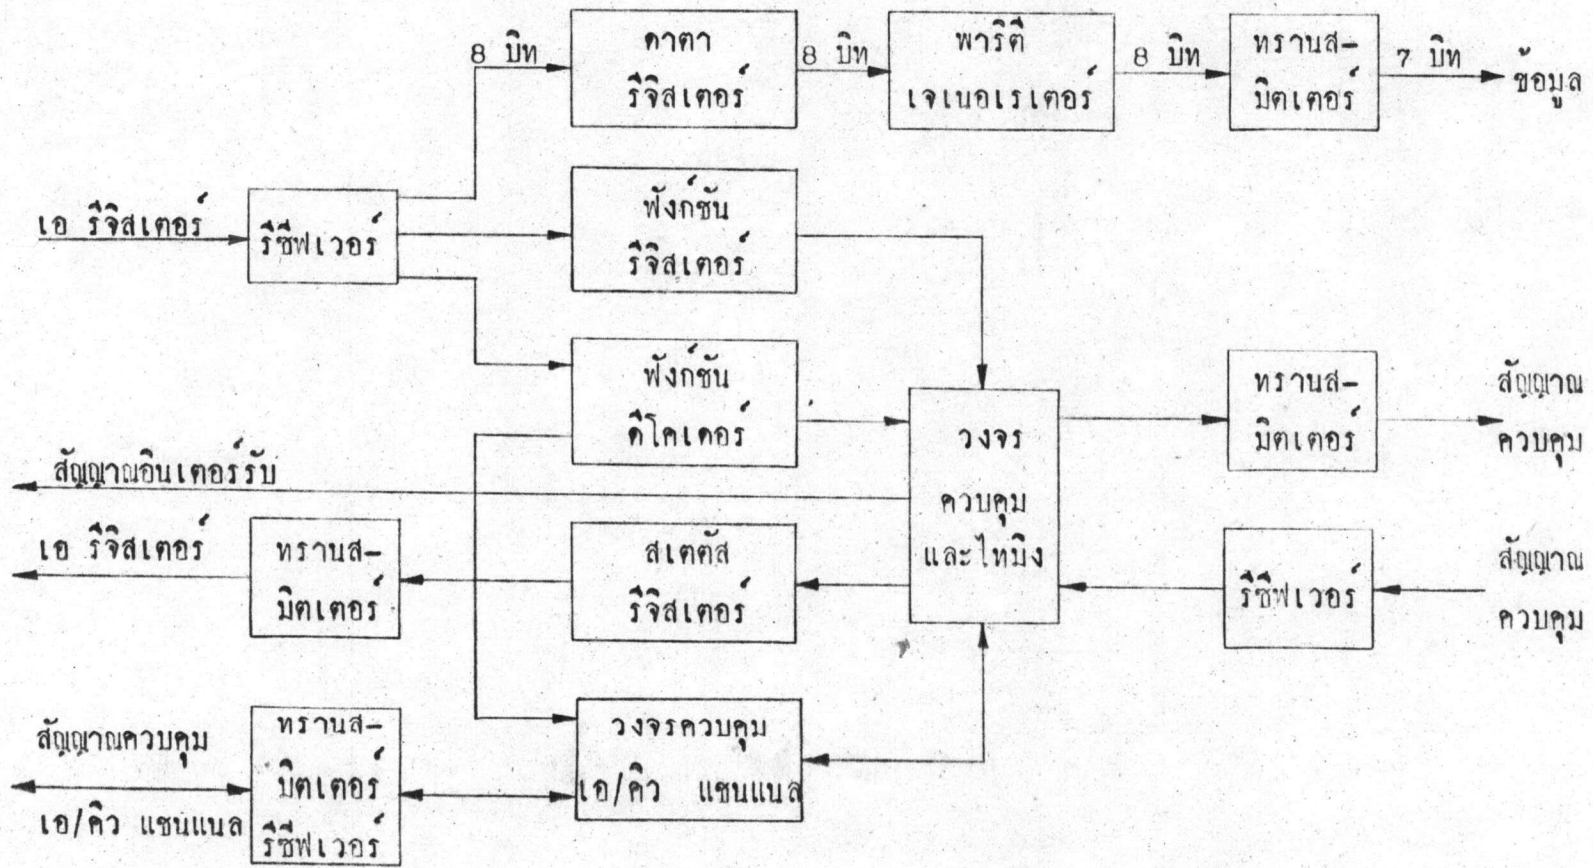 8 บิท
ดาตา
รีจิสเตอร์
8 บิท
พาริตี
เจเนอเรเตอร์
8 บิท
ทรานส-
มิตเตอร์
7 บิท
ข้อมูล
เอ รีจิสเตอร์
รีซีฟเวอร์
ฟังก์ชัน
รีจิสเตอร์
ฟังก์ชัน
ดีโคเดอร์
วงจร
ควบคุม
และไทมิง
ทรานส-
มิตเตอร์
สัญญาณ
ควบคุม
สัญญาณอินเตอร์รับ
เอ รีจิสเตอร์
ทรานส-
มิตเตอร์
สเตตัส
รีจิสเตอร์
รีซีฟเวอร์
สัญญาณ
ควบคุม
สัญญาณควบคุม
เอ/คิว แชนแนล
ทรานส-
มิตเตอร์
รีซีฟเวอร์
วงจรควบคุม
เอ/คิว แชนแนล